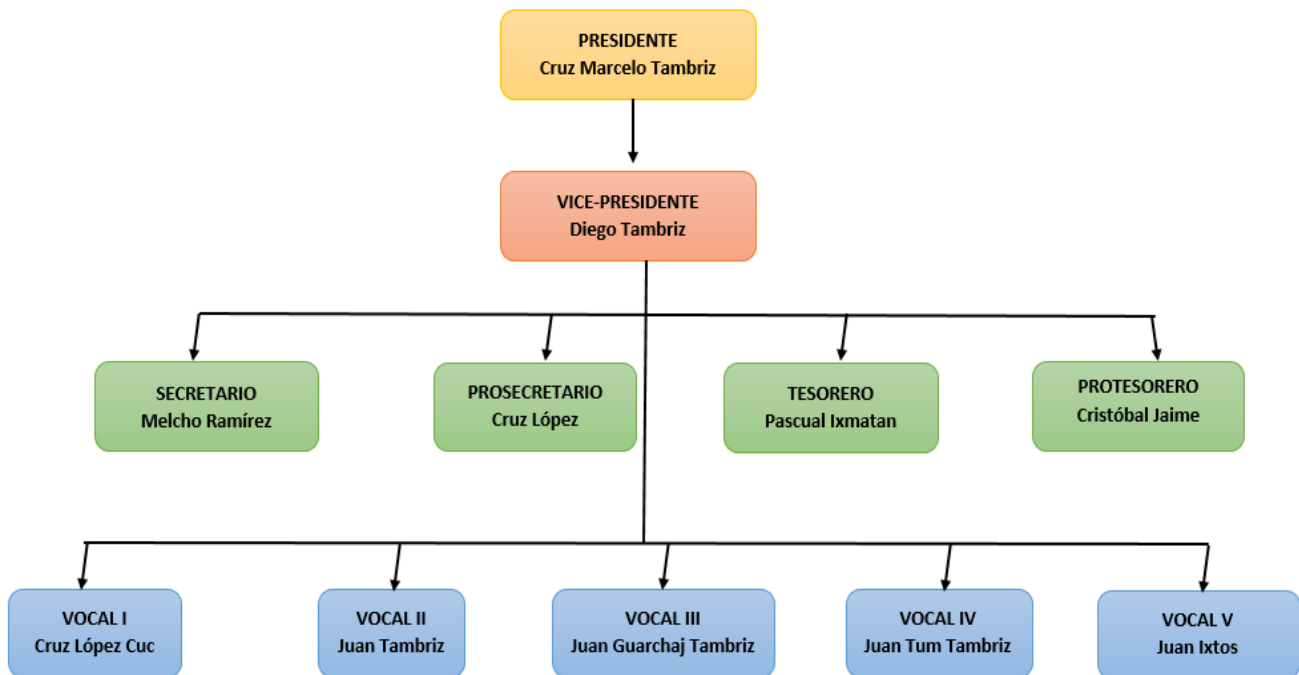 PRESIDENTE
Cruz Marcelo Tambriz
VICE-PRESIDENTE
Diego Tambriz
SECRETARIO
Melcho Ramírez
PROSECRETARIO
Cruz López
TESORERO
Pascual Ixmatan
PROTESORERO
Cristóbal Jaime
VOCAL I
Cruz López Cuc
VOCAL II
Juan Tambriz
VOCAL III
Juan Guarchaj Tambriz
VOCAL IV
Juan Tum Tambriz
VOCAL V
Juan Ixtos